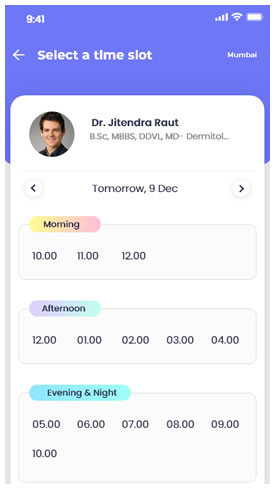 9:41
Select a time slot
Mumbai
Dr. Jitendra Raut
B.Sc, MBBS, DDVL, MD- Dermitol...
Tomorrow, 9 Dec
Morning
10.00 11.00 12.00
Afternoon
12.00 01.00 02.00 03.00 04.00
Evening & Night
05.00 06.00 07.00 08.00 09.00
10.00